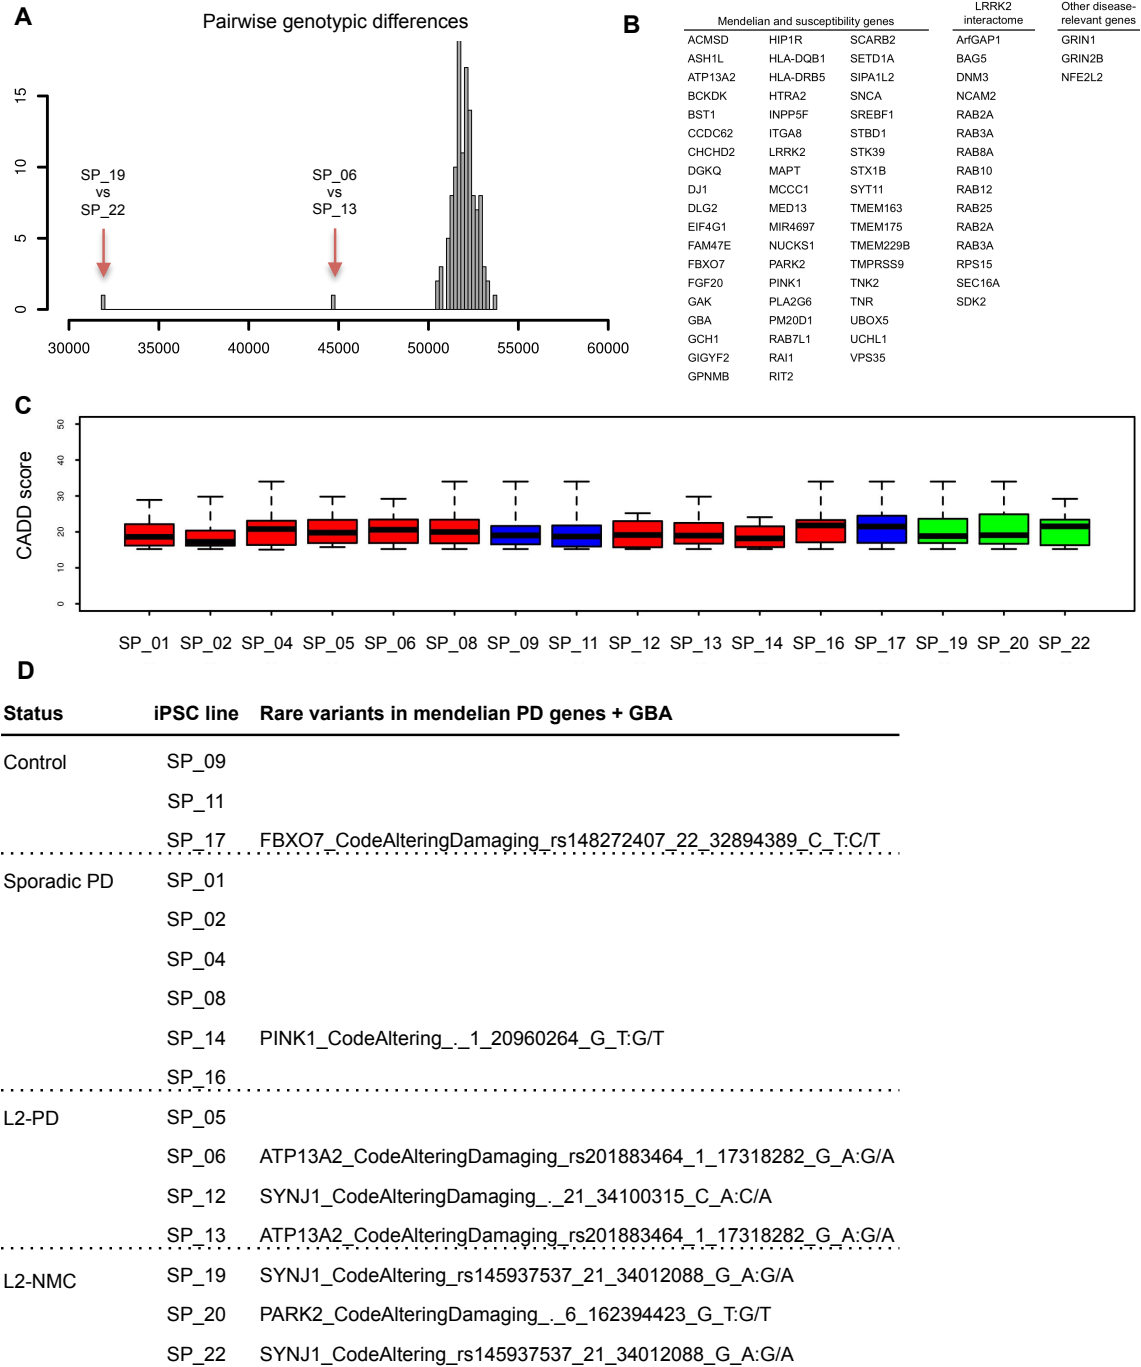 A
Pairwise genotypic differences
15
10
5
0
SP_19
vs
SP_22
SP_06
vs
SP_13
30000 35000 40000 45000 50000 55000 60000
B
Mendelian and susceptibility genes
LRRK2
interactome
Other disease-
relevant genes
ACMSD HIP1R SCARB2 ArfGAP1 GRIN1
ASH1L HLA-DQB1 SETD1A BAG5 GRIN2B
ATP13A2 HLA-DRB5 SIPA1L2 DNM3 NFE2L2
BCKDK HTRA2 SNCA NCAM2
BST1 INPP5F SREBF1 RAB2A
CCDC62 ITGA8 STBD1 RAB3A
CHCHD2 LRRK2 STK39 RAB8A
DGKQ MAPT STX1B RAB10
DJ1 MCCC1 SYT11 RAB12
DLG2 MED13 TMEM163 RAB25
EIF4G1 MIR4697 TMEM175 RAB2A
FAM47E NUCKS1 TMEM229B RAB3A
FBXO7 PARK2 TMPRSS9 RPS15
FGF20 PINK1 TNK2 SEC16A
GAK PLA2G6 TNR SDK2
GBA PM20D1 UBOX5
GCH1 RAB7L1 UCHL1
GIGYF2 RAI1 VPS35
GPNMB RIT2
C
CADD score
50
40
30
20
10
0
SP_01 SP_02 SP_04 SP_05 SP_06 SP_08 SP_09 SP_11 SP_12 SP_13 SP_14 SP_16 SP_17 SP_19 SP_20 SP_22
D
Status iPSC line Rare variants in mendelian PD genes + GBA
Control SP_09
SP_11
SP_17 FBXO7_CodeAlteringDamaging_rs148272407_22_32894389_C_T:C/T
Sporadic PD SP_01
SP_02
SP_04
SP_08
SP_14 PINK1_CodeAltering_._1_20960264_G_T:G/T
SP_16
L2-PD SP_05
SP_06 ATP13A2_CodeAlteringDamaging_rs201883464_1_17318282_G_A:G/A
SP_12 SYNJ1_CodeAlteringDamaging_._21_34100315_C_A:C/A
SP_13 ATP13A2_CodeAlteringDamaging_rs201883464_1_17318282_G_A:G/A
L2-NMC SP_19 SYNJ1_CodeAltering_rs145937537_21_34012088_G_A:G/A
SP_20 PARK2_CodeAlteringDamaging_._6_162394423_G_T:G/T
SP_22 SYNJ1_CodeAltering_rs145937537_21_34012088_G_A:G/A